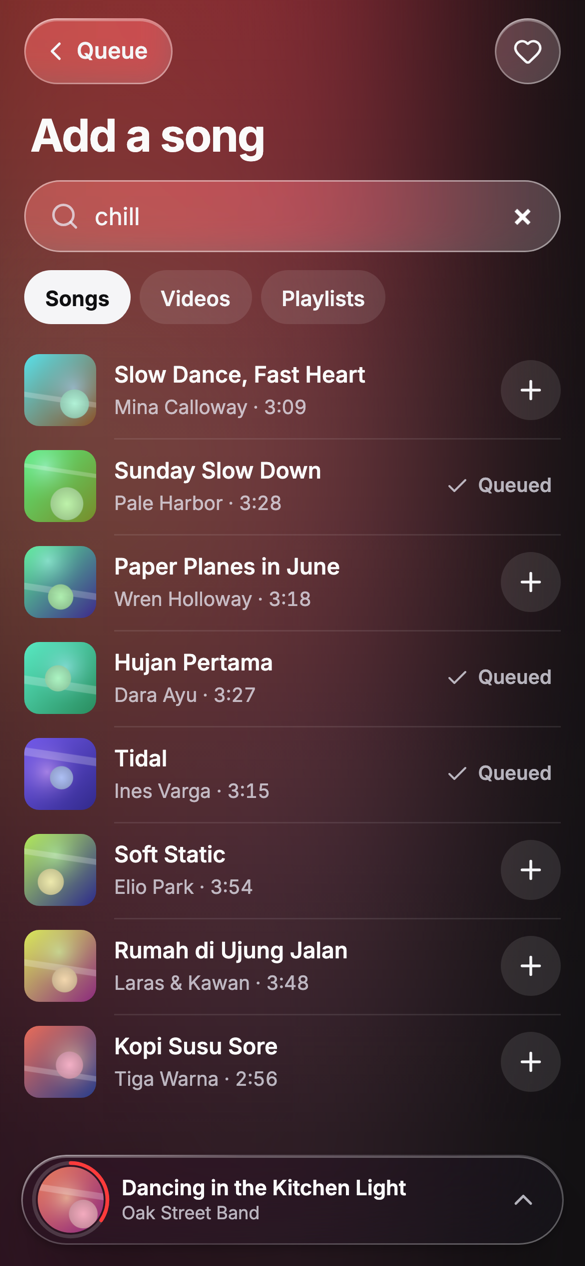 Queue
Add a song
chill
Songs
Videos
Playlists
Slow Dance, Fast Heart
Mina Calloway · 3:09
Sunday Slow Down
Pale Harbor · 3:28
Queued
Paper Planes in June
Wren Holloway · 3:18
Hujan Pertama
Dara Ayu · 3:27
Queued
Tidal
Ines Varga · 3:15
Queued
Soft Static
Elio Park · 3:54
Rumah di Ujung Jalan
Laras & Kawan · 3:48
Kopi Susu Sore
Tiga Warna · 2:56
Dancing in the Kitchen Light
Oak Street Band